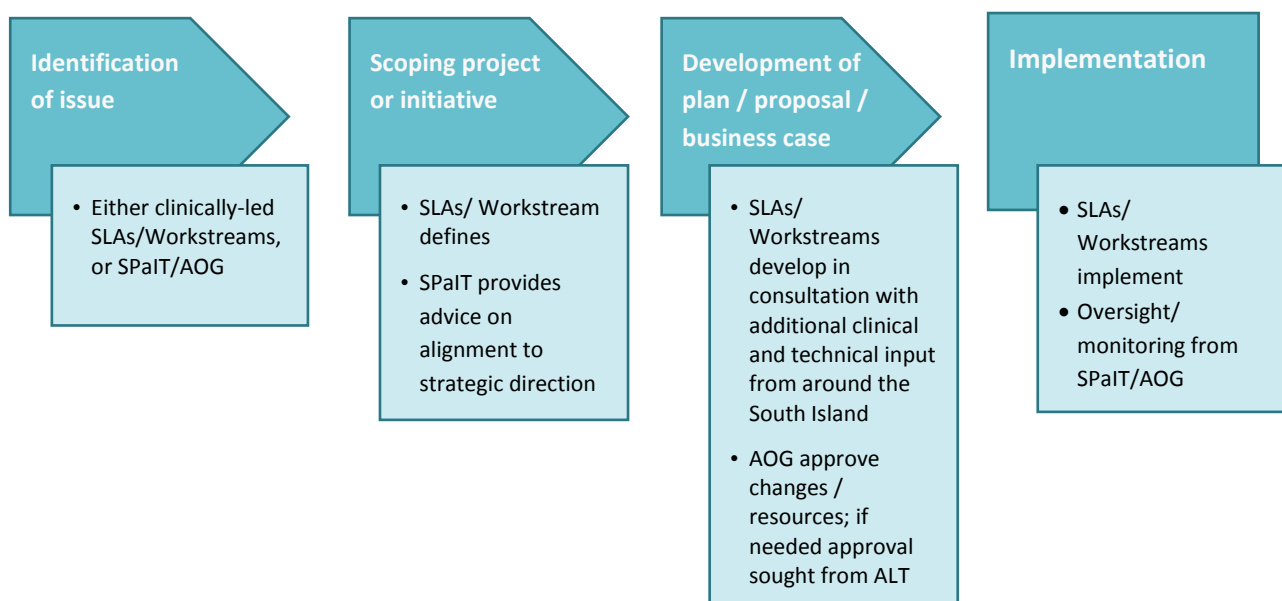 Identification
of issue
• Either clinically-led
SLAs/Workstreams,
or SPaIT/AOG
Scoping project
or initiative
• SLAs/ Workstream
defines
• SPaIT provides
advice on
alignment to
strategic direction
Development of
plan / proposal /
business case
• SLAs/
Workstreams
develop in
consultation with
additional clinical
and technical input
from around the
South Island
• AOG approve
changes /
resources; if
needed approval
sought from ALT
Implementation
• SLAs/
Workstreams
implement
• Oversight/
monitoring from
SPaIT/AOG